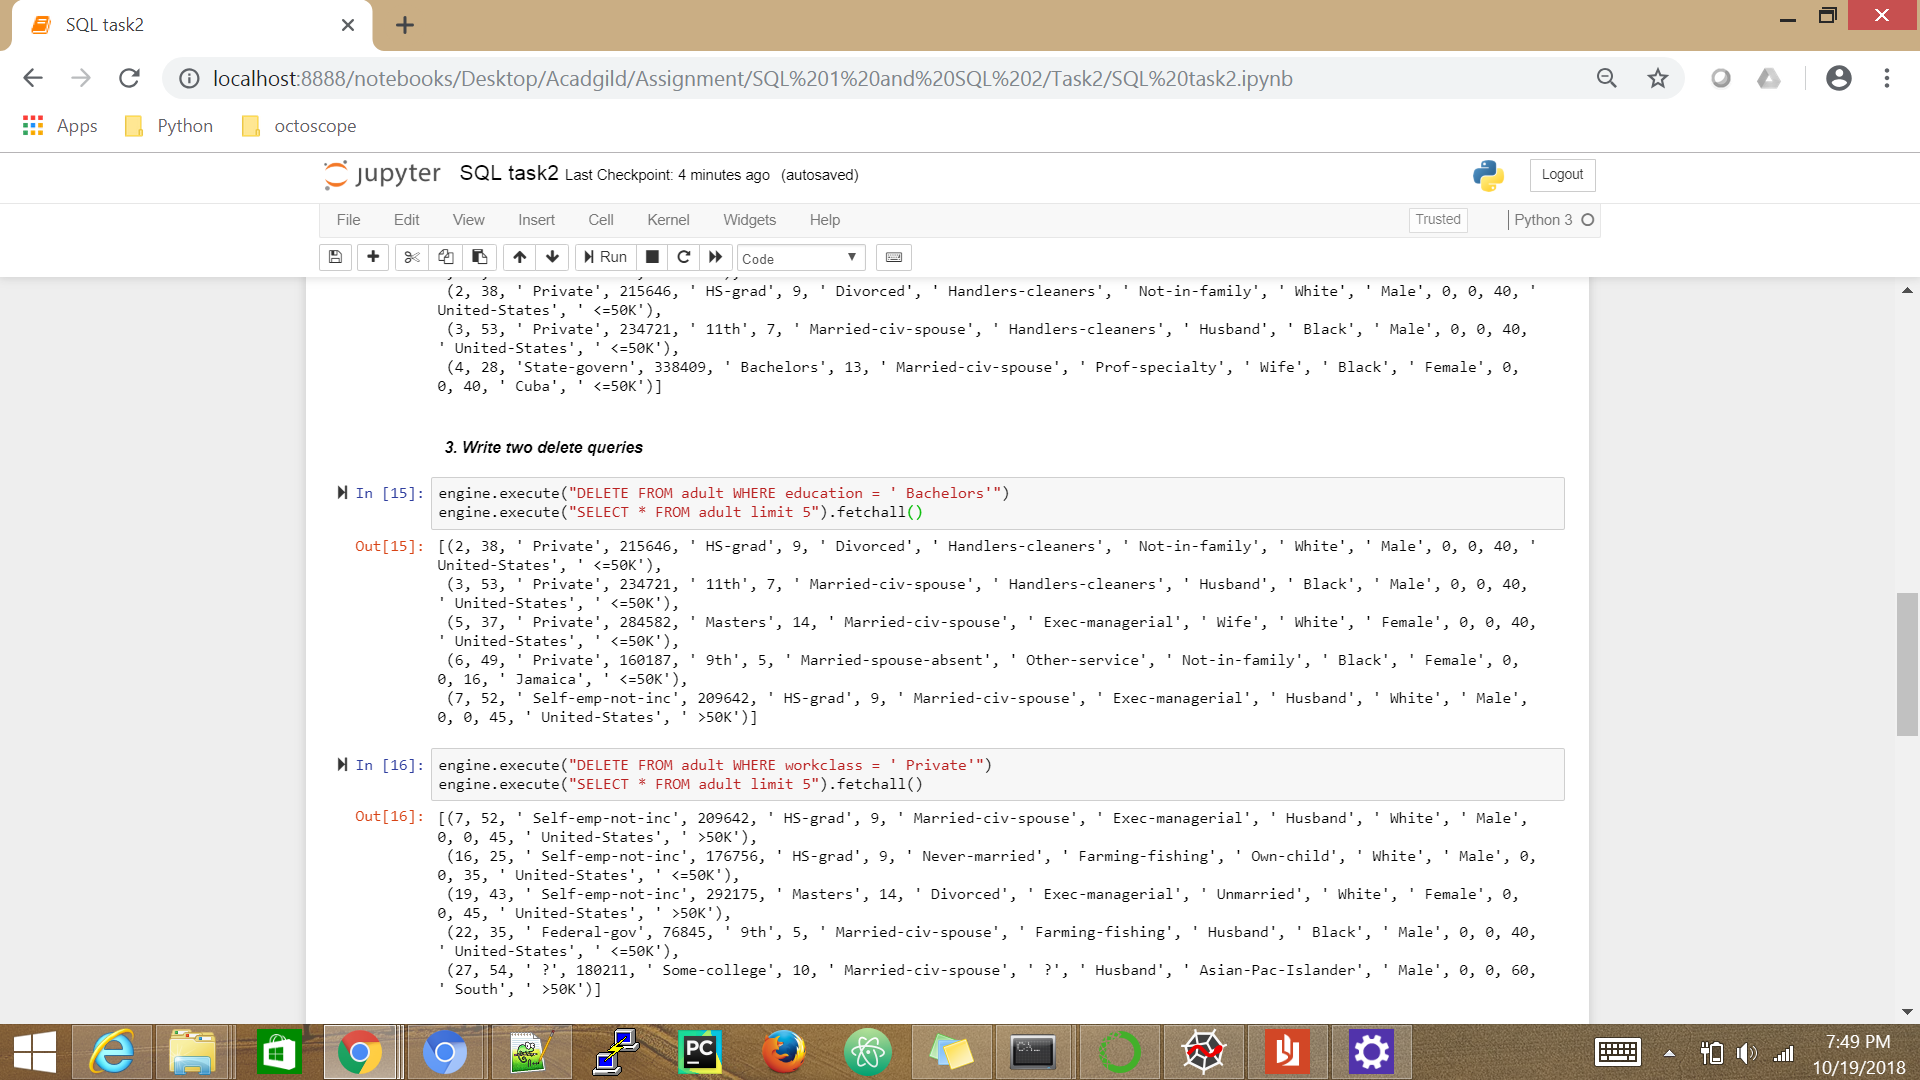 SQL task2
localhost:8888/notebooks/Desktop/Acadgild/Assignment/SQL%201%20and%20SQL%202/Task2/SQL%20task2.ipynb
Apps Python octoscope
jupyter SQL task2 Last Checkpoint: 4 minutes ago (autosaved) Logout
File Edit View Insert Cell Kernel Widgets Help Trusted Python 3
Run Code
(2, 38, ' Private', 215646, ' HS-grad', 9, ' Divorced', ' Handlers-cleaners', ' Not-in-family', ' White', ' Male', 0, 0, 40, '
United-States', ' <=50K'),
(3, 53, ' Private', 234721, ' 11th', 7, ' Married-civ-spouse', ' Handlers-cleaners', ' Husband', ' Black', ' Male', 0, 0, 40,
' United-States', ' <=50K'),
(4, 28, 'State-govern', 338409, ' Bachelors', 13, ' Married-civ-spouse', ' Prof-specialty', ' Wife', ' Black', ' Female', 0,
0, 40, ' Cuba', ' <=50K')]
3. Write two delete queries
In [15]: engine.execute("DELETE FROM adult WHERE education = ' Bachelors'")
engine.execute("SELECT * FROM adult limit 5").fetchall()
Out[15]: [(2, 38, ' Private', 215646, ' HS-grad', 9, ' Divorced', ' Handlers-cleaners', ' Not-in-family', ' White', ' Male', 0, 0, 40, '
United-States', ' <=50K'),
(3, 53, ' Private', 234721, ' 11th', 7, ' Married-civ-spouse', ' Handlers-cleaners', ' Husband', ' Black', ' Male', 0, 0, 40,
' United-States', ' <=50K'),
(5, 37, ' Private', 284582, ' Masters', 14, ' Married-civ-spouse', ' Exec-managerial', ' Wife', ' White', ' Female', 0, 0, 40,
' United-States', ' <=50K'),
(6, 49, ' Private', 160187, ' 9th', 5, ' Married-spouse-absent', ' Other-service', ' Not-in-family', ' Black', ' Female', 0,
0, 16, ' Jamaica', ' <=50K'),
(7, 52, ' Self-emp-not-inc', 209642, ' HS-grad', 9, ' Married-civ-spouse', ' Exec-managerial', ' Husband', ' White', ' Male',
0, 0, 45, ' United-States', ' >50K')]
In [16]: engine.execute("DELETE FROM adult WHERE workclass = ' Private'")
engine.execute("SELECT * FROM adult limit 5").fetchall()
Out[16]: [(7, 52, ' Self-emp-not-inc', 209642, ' HS-grad', 9, ' Married-civ-spouse', ' Exec-managerial', ' Husband', ' White', ' Male',
0, 0, 45, ' United-States', ' >50K'),
(16, 25, ' Self-emp-not-inc', 176756, ' HS-grad', 9, ' Never-married', ' Farming-fishing', ' Own-child', ' White', ' Male', 0,
0, 35, ' United-States', ' <=50K'),
(19, 43, ' Self-emp-not-inc', 292175, ' Masters', 14, ' Divorced', ' Exec-managerial', ' Unmarried', ' White', ' Female', 0,
0, 45, ' United-States', ' >50K'),
(22, 35, ' Federal-gov', 76845, ' 9th', 5, ' Married-civ-spouse', ' Farming-fishing', ' Husband', ' Black', ' Male', 0, 0, 40,
' United-States', ' <=50K'),
(27, 54, ' ?', 180211, ' Some-college', 10, ' Married-civ-spouse', ' ?', ' Husband', ' Asian-Pac-Islander', ' Male', 0, 0, 60,
' South', ' >50K')]
PC
7:49 PM
10/19/2018